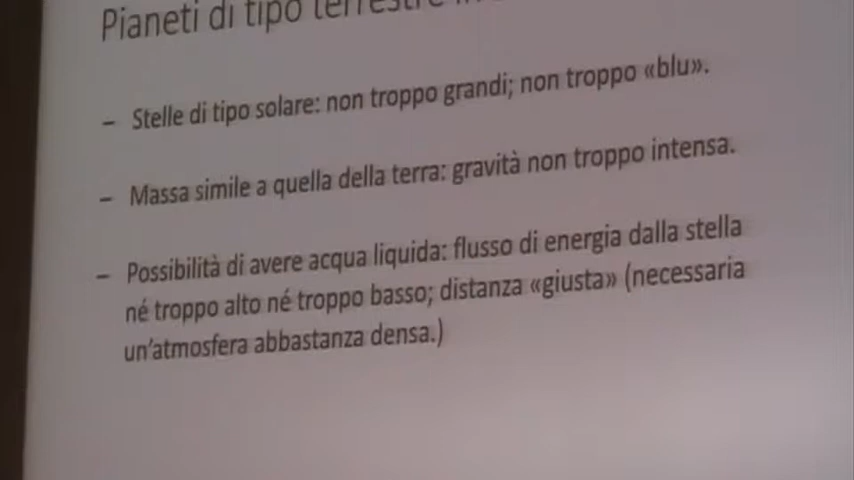 Pianeti di tipo terrestre
– Stelle di tipo solare: non troppo grandi; non troppo «blu».
– Massa simile a quella della terra: gravità non troppo intensa.
– Possibilità di avere acqua liquida: flusso di energia dalla stella
né troppo alto né troppo basso; distanza «giusta» (necessaria
un’atmosfera abbastanza densa.)